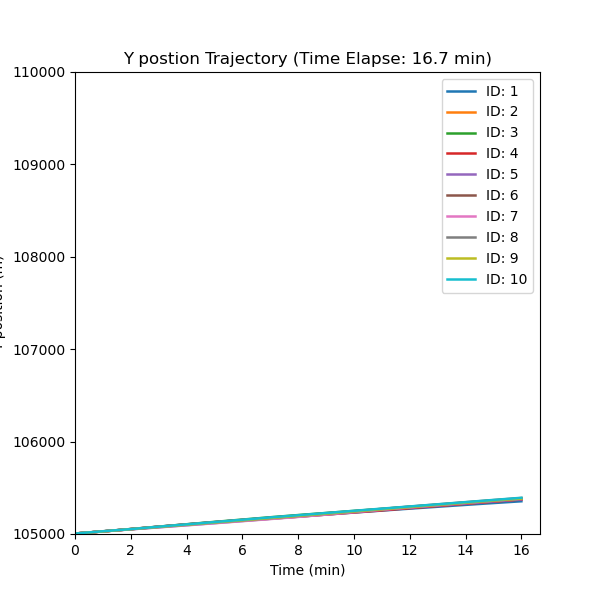 Y postion Trajectory (Time Elapse: 16.7 min)
110000
109000
108000
107000
106000
105000
0 2 4 6 8 10 12 14 16
Time (min)
ID: 1
ID: 2
ID: 3
ID: 4
ID: 5
ID: 6
ID: 7
ID: 8
ID: 9
ID: 10